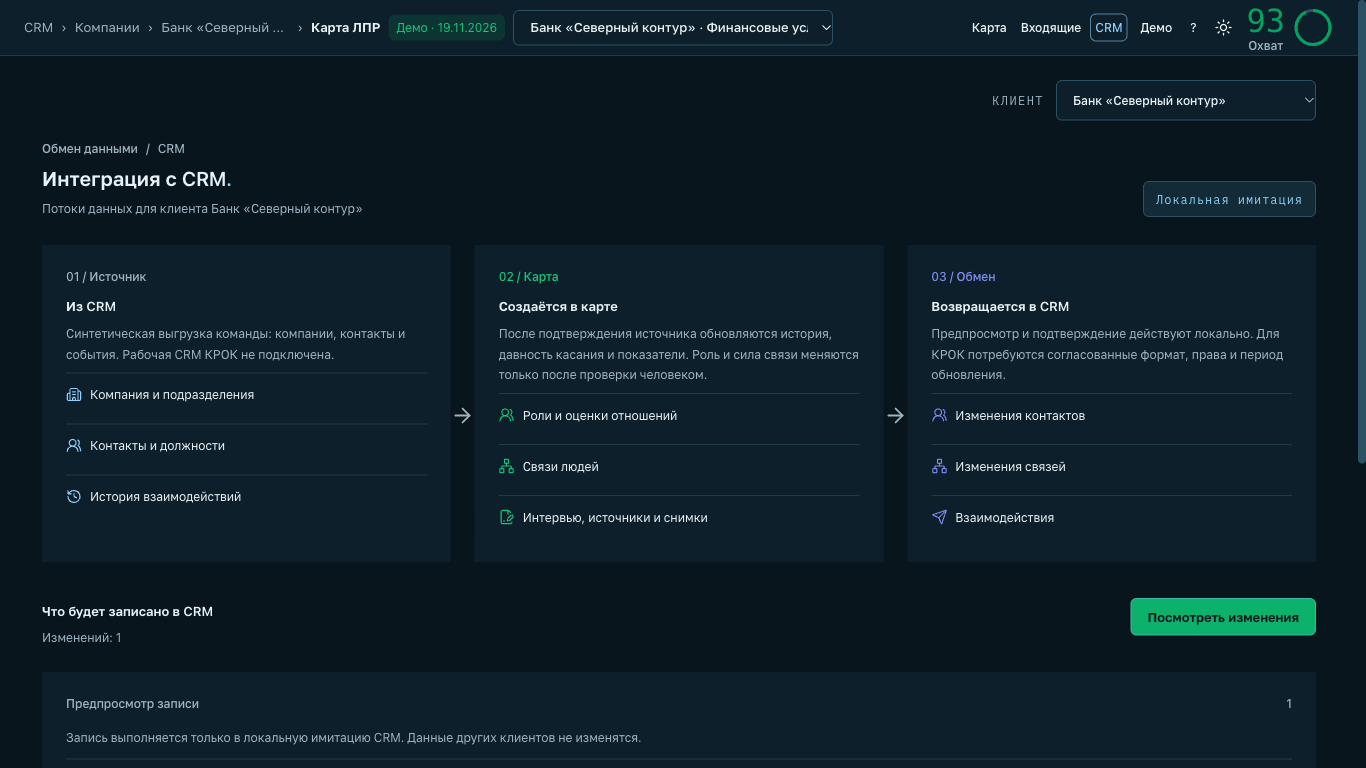 CRM › Компании › Банк «Северный ... › Карта ЛПР Демо · 19.11.2026 Банк «Северный контур» · Финансовые ус Карта Входящие CRM Демо ? 93
Охват
КЛИЕНТ Банк «Северный контур»
Обмен данными / CRM
Интеграция с CRM.
Потоки данных для клиента Банк «Северный контур»
Локальная имитация
01 / Источник
Из CRM
Синтетическая выгрузка команды: компании, контакты и
события. Рабочая CRM КРОК не подключена.
Компания и подразделения
Контакты и должности
История взаимодействий
02 / Карта
Создаётся в карте
После подтверждения источника обновляются история,
давность касания и показатели. Роль и сила связи меняются
только после проверки человеком.
Роли и оценки отношений
Связи людей
Интервью, источники и снимки
03 / Обмен
Возвращается в CRM
Предпросмотр и подтверждение действуют локально. Для
КРОК потребуются согласованные формат, права и период
обновления.
Изменения контактов
Изменения связей
Взаимодействия
Что будет записано в CRM
Изменений: 1
Посмотреть изменения
Предпросмотр записи 1
Запись выполняется только в локальную имитацию CRM. Данные других клиентов не изменятся.